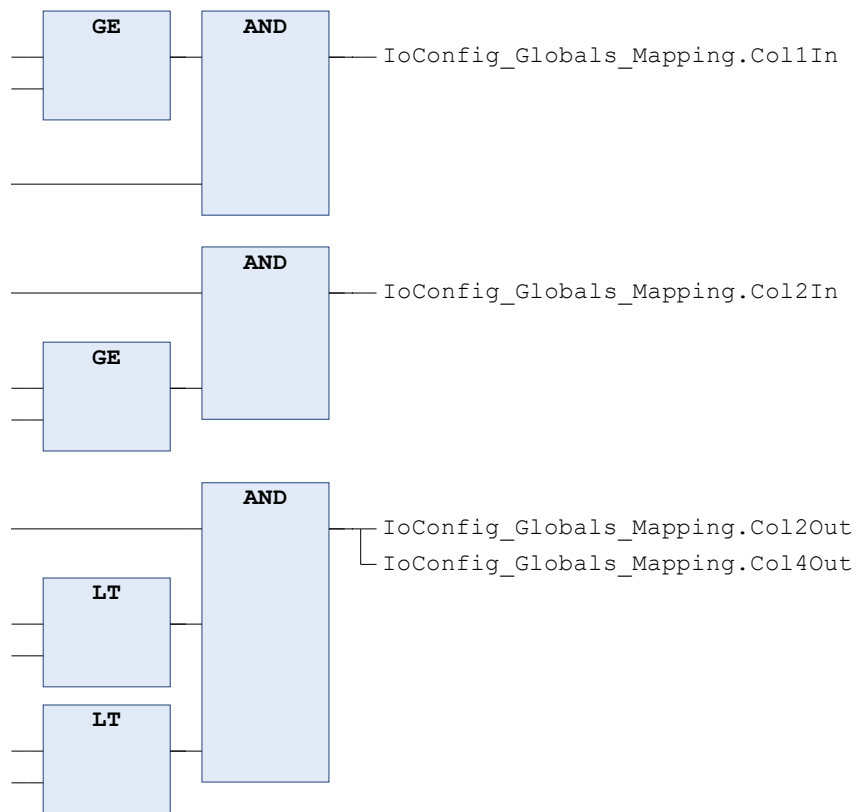 GE AND
IoConfig_Globals_Mapping.Col1In
AND
IoConfig_Globals_Mapping.Col2In
GE
AND
IoConfig_Globals_Mapping.Col2Out
IoConfig_Globals_Mapping.Col4Out
LT
LT